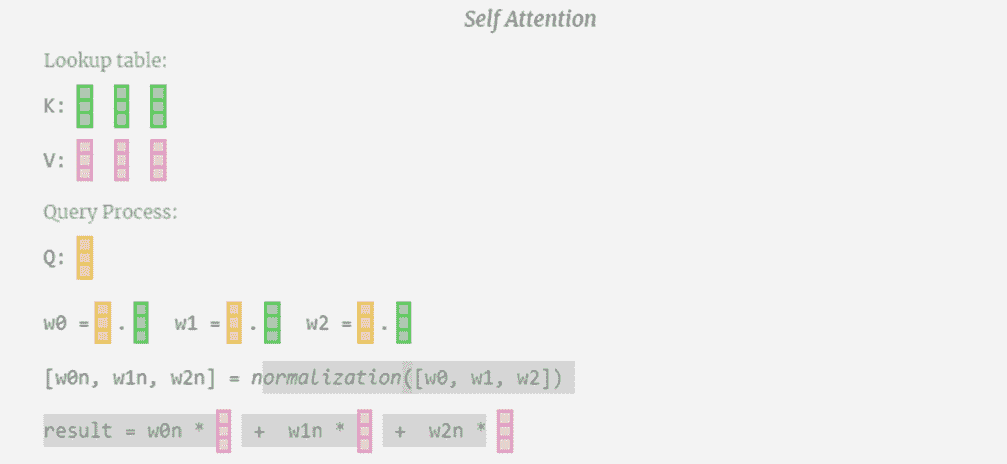 Self Attention
Lookup table:
K:
V:
Query Process:
Q:
w0 = . w1 = . w2 = .
[w0n, w1n, w2n] = normalization([w0, w1, w2])
result = w0n * + w1n * + w2n *